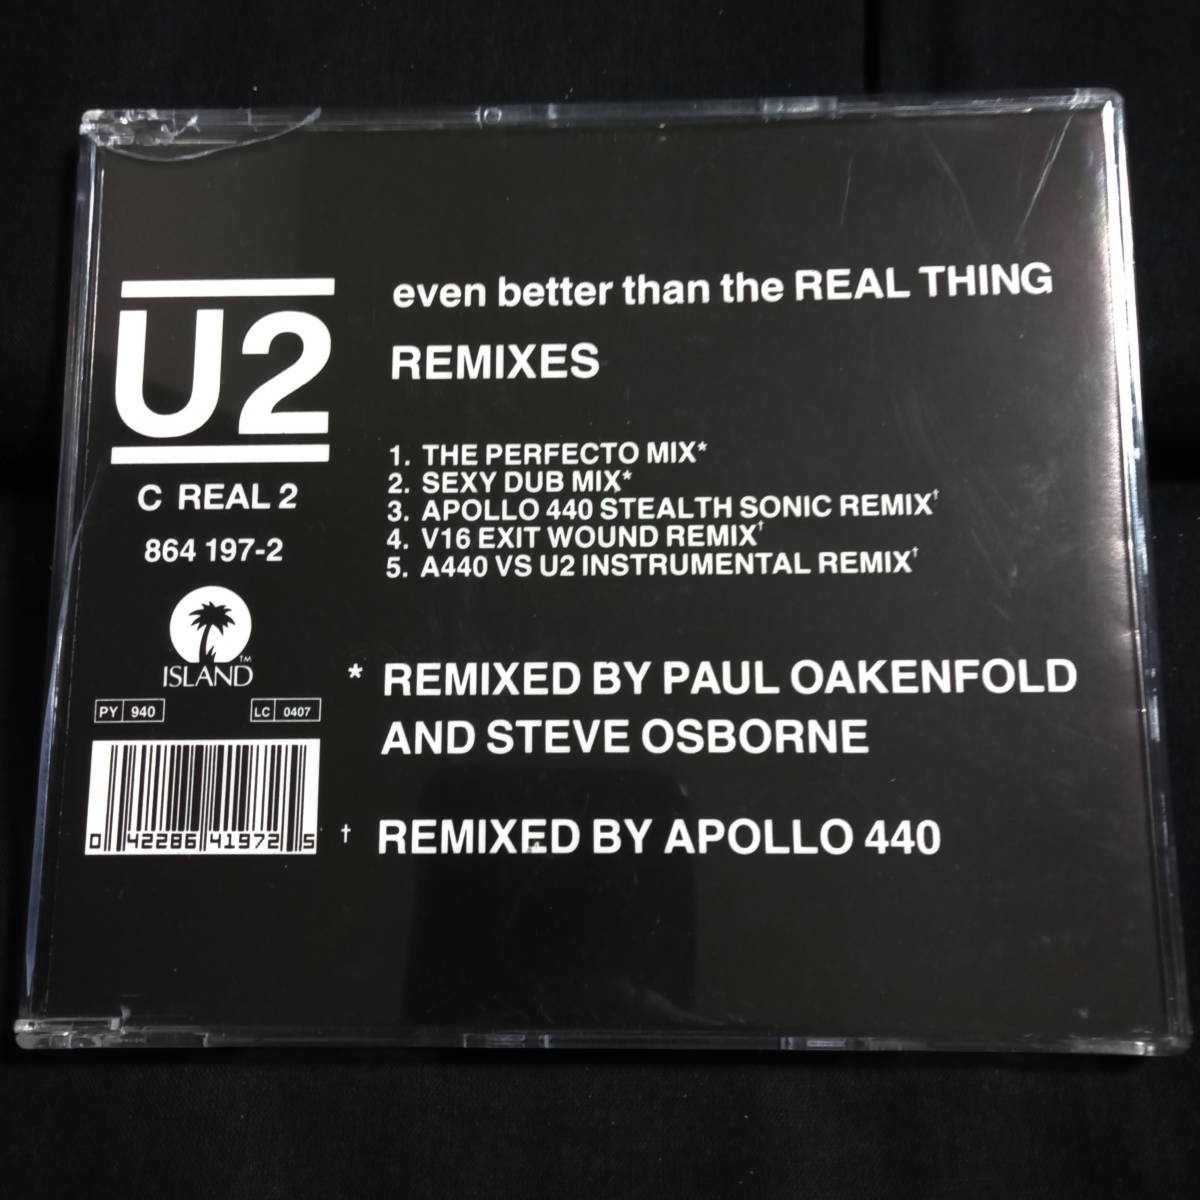 U2
C REAL 2
864 197-2
ISLAND™
PY 940
LC 0407
0 42286 41972 5
even better than the REAL THING
REMIXES
1. THE PERFECTO MIX*
2. SEXY DUB MIX*
3. APOLLO 440 STEALTH SONIC REMIX†
4. V16 EXIT WOUND REMIX†
5. A440 VS U2 INSTRUMENTAL REMIX†
* REMIXED BY PAUL OAKENFOLD
AND STEVE OSBORNE
† REMIXED BY APOLLO 440